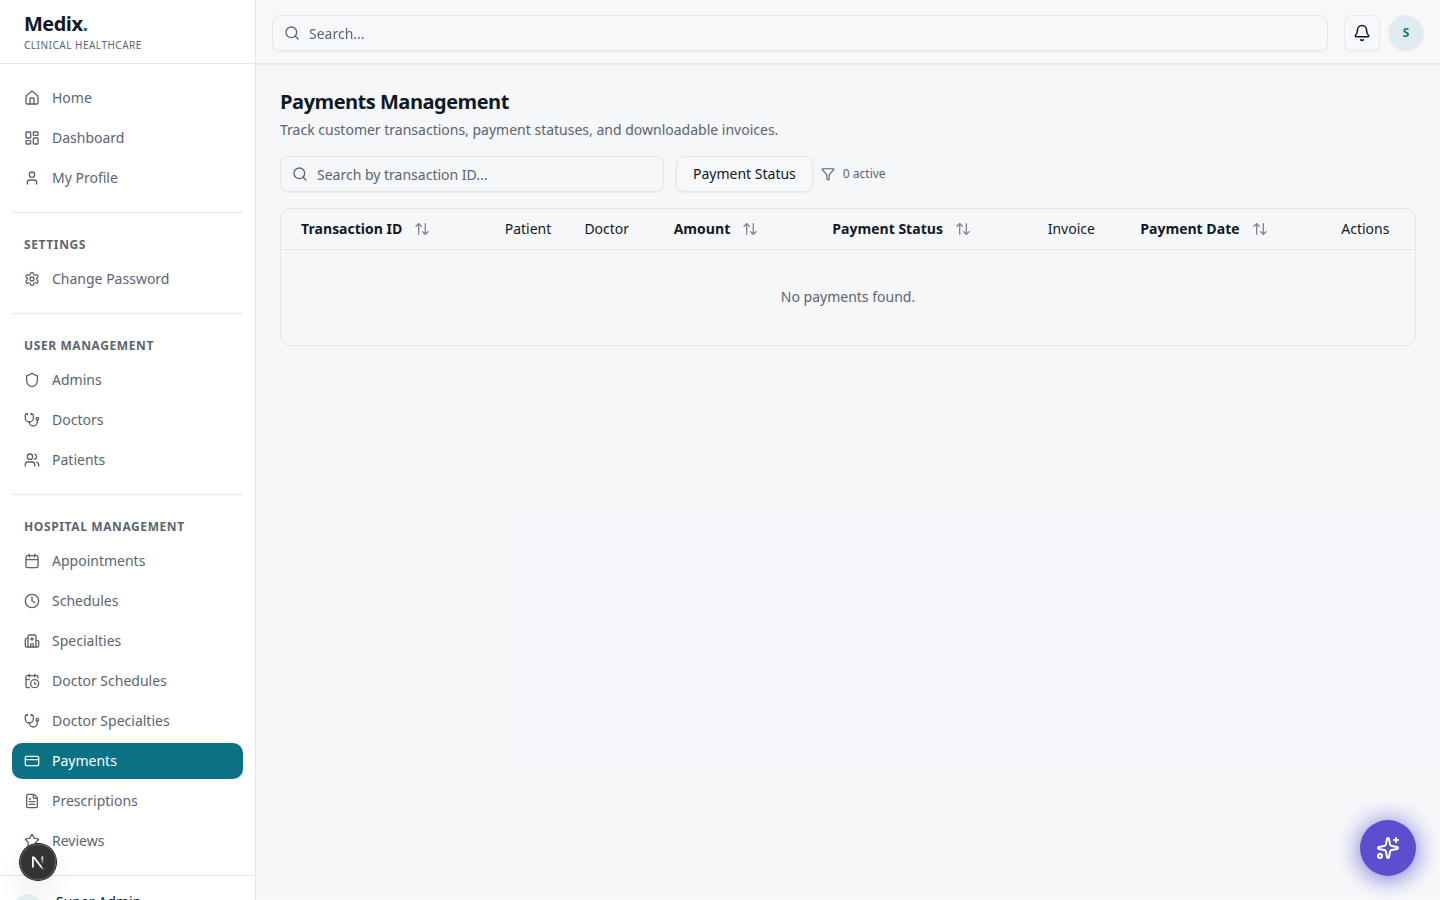 Medix.
CLINICAL HEALTHCARE
Search...
S
Home
Dashboard
My Profile
SETTINGS
Change Password
USER MANAGEMENT
Admins
Doctors
Patients
HOSPITAL MANAGEMENT
Appointments
Schedules
Specialties
Doctor Schedules
Doctor Specialties
Payments
Prescriptions
Reviews
N
Super Admin
Payments Management
Track customer transactions, payment statuses, and downloadable invoices.
Search by transaction ID...
Payment Status
0 active
Transaction ID Patient Doctor Amount Payment Status Invoice Payment Date Actions
No payments found.